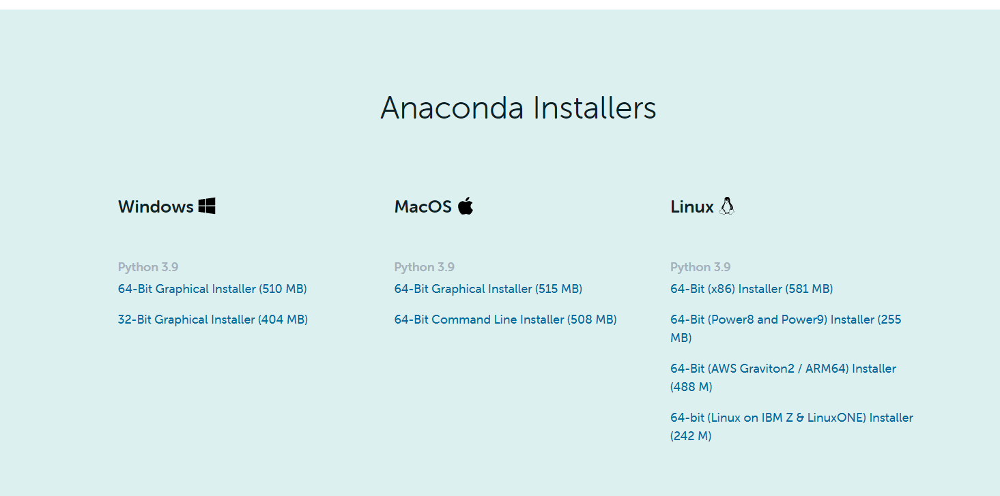 Anaconda Installers
Windows
Python 3.9
64-Bit Graphical Installer (510 MB)
32-Bit Graphical Installer (404 MB)
MacOS
Python 3.9
64-Bit Graphical Installer (515 MB)
64-Bit Command Line Installer (508 MB)
Linux
Python 3.9
64-Bit (x86) Installer (581 MB)
64-Bit (Power8 and Power9) Installer (255
MB)
64-Bit (AWS Graviton2 / ARM64) Installer
(488 M)
64-bit (Linux on IBM Z & LinuxONE) Installer
(242 M)